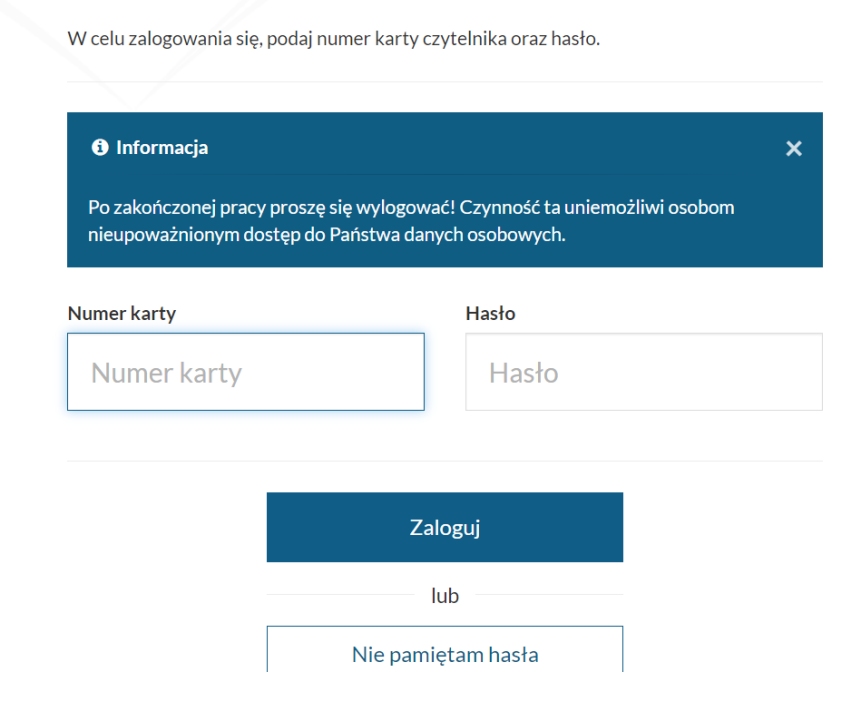 W celu zalogowania się, podaj numer karty czytelnika oraz hasło.
Informacja
Po zakończonej pracy proszę się wylogować! Czynność ta uniemożliwi osobom
nieupoważnionym dostęp do Państwa danych osobowych.
Numer karty
Hasło
Numer karty
Hasło
Zaloguj
lub
Nie pamiętam hasła